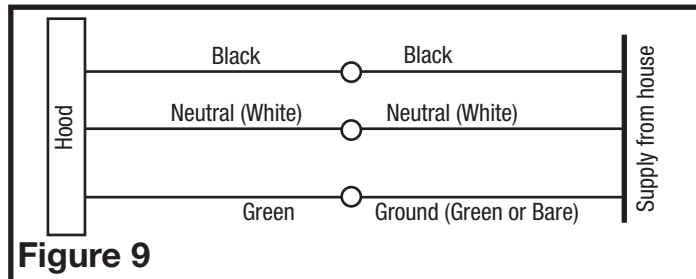 Black Black
Neutral (White) Neutral (White)
Hood
Supply from house
Green Ground (Green or Bare)
Figure 9